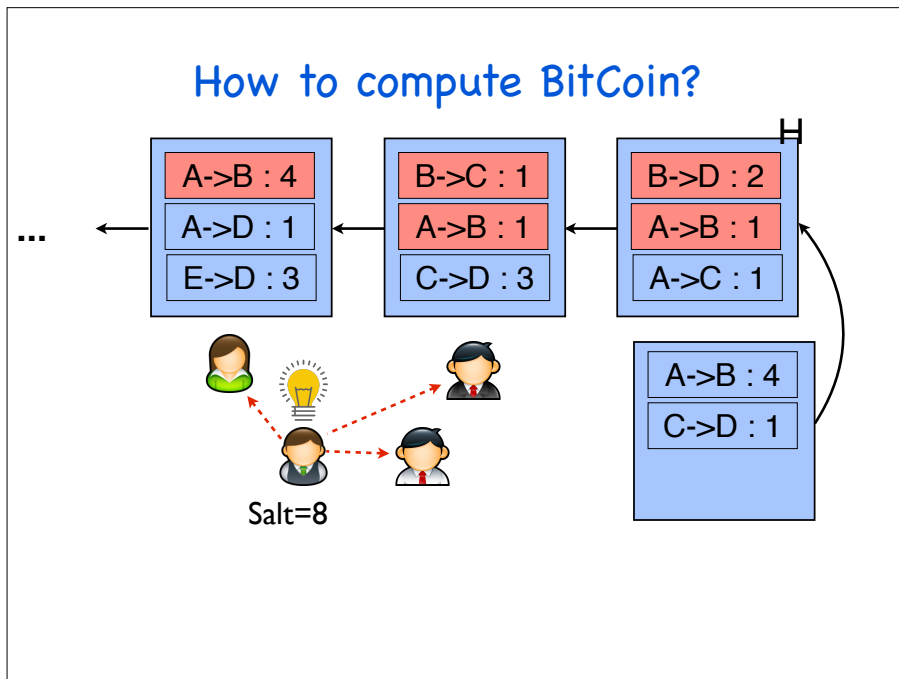 How to compute BitCoin?
H
A->B : 4
A->D : 1
E->D : 3
B->C : 1
A->B : 1
C->D : 3
B->D : 2
A->B : 1
A->C : 1
...
A->B : 4
C->D : 1
Salt=8